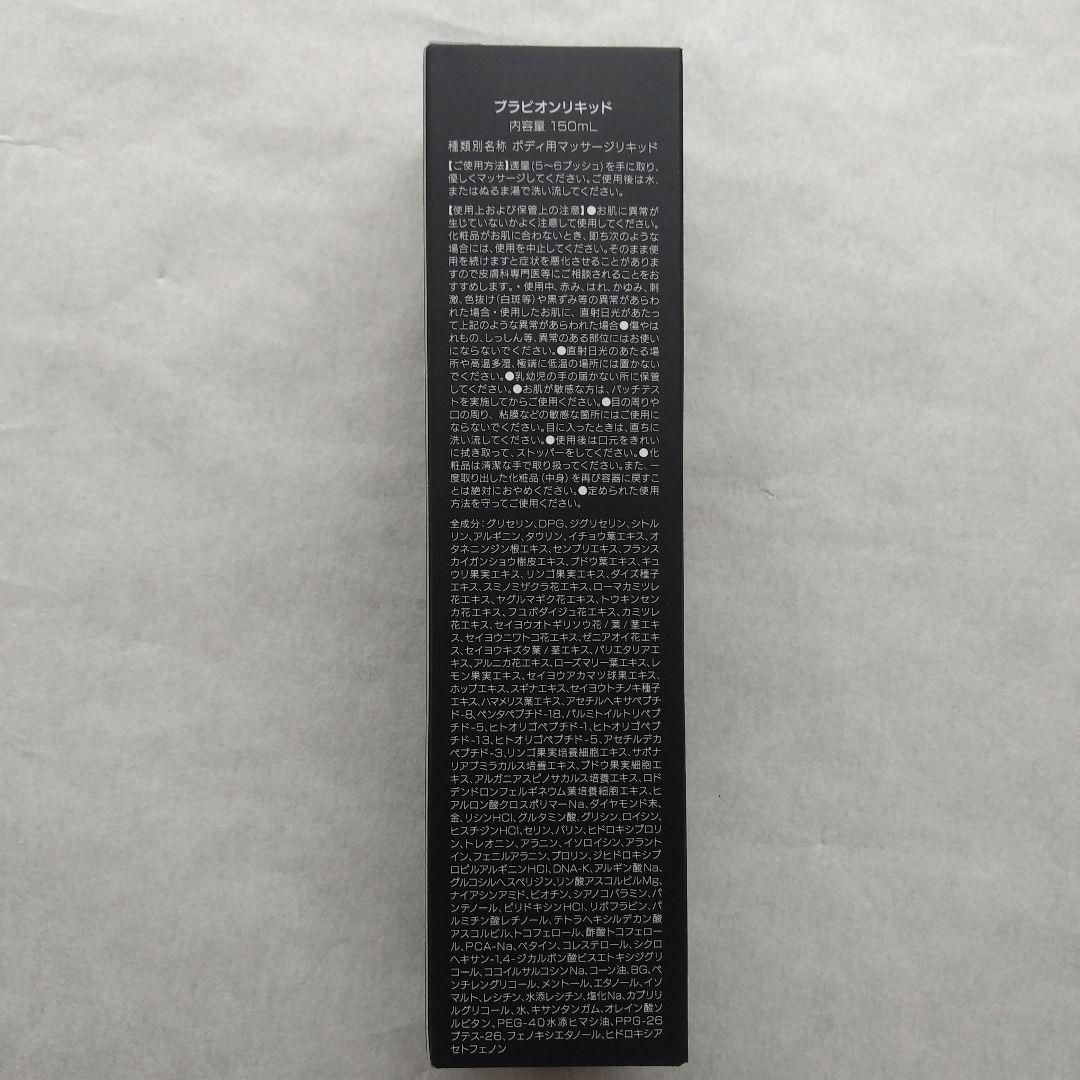 ブラビオンリキッド
内容量 150mL
種類別名称 ボディ用マッサージリキッド
【ご使用方法】適量(5〜6プッシュ)を手に取り、
優しくマッサージしてください。ご使用後は水、
またはぬるま湯で洗い流してください。
【使用上および保管上の注意】●お肌に異常が
生じていないかよく注意して使用してください。
化粧品がお肌に合わないとき、即ち次のような
場合には、使用を中止してください。そのまま使
用を続けますと症状を悪化させることがありま
すので皮膚科専門医等にご相談されることをお
すすめします。・使用中、赤み、はれ、かゆみ、刺
激、色抜け(白斑等)や黒ずみ等の異常があらわ
れた場合・使用したお肌に、直射日光があたっ
て上記のような異常があらわれた場合●傷やは
れもの、しっしん等、異常のある部位にはお使い
にならないでください。●直射日光のあたる場
所や高温多湿、極端に低温の場所には置かない
でください。●乳幼児の手の届かない所に保管
してください。●お肌が敏感な方は、パッチテス
トを実施してからご使用ください。●目の周りや
口の周り、粘膜などの敏感な箇所にはご使用に
ならないでください。目に入ったときは、直ちに
洗い流してください。●使用後は口元をきれい
に拭き取って、ストッパーをしてください。●化
粧品は清潔な手で取り扱ってください。また、一
度取り出した化粧品(中身)を再び容器に戻すこ
とは絶対におやめください。●定められた使用
方法を守ってご使用ください。
全成分:グリセリン、DPG、ジグリセリン、シトル
リン、アルギニン、タウリン、イチョウ葉エキス、オ
タネニンジン根エキス、センブリエキス、フランス
カイガンショウ樹皮エキス、ブドウ葉エキス、キュ
ウリ果実エキス、リンゴ果実エキス、ダイズ種子
エキス、スミノミザクラ花エキス、ローマカミツレ
花エキス、ヤグルマギク花エキス、トウキンセン
カ花エキス、フユボダイジュ花エキス、カミツレ
花エキス、セイヨウオトギリソウ花/葉/茎エキ
ス、セイヨウニワトコ花エキス、ゼニアオイ花エキ
ス、セイヨウキズタ葉/茎エキス、パリエタリアエ
キス、アルニカ花エキス、ローズマリー葉エキス、レ
モン果実エキス、セイヨウアカマツ球果エキス、
ホップエキス、スギナエキス、セイヨウトチノキ種子
エキス、ハマメリス葉エキス、アセチルヘキサペプチ
ド-8、ペンタペプチド-18、パルミトイルトリペプ
チド-5、ヒトオリゴペプチド-1、ヒトオリゴペプ
チド-13、ヒトオリゴペプチド-5、アセチルデカ
ペプチド-3、リンゴ果実培養細胞エキス、サポナ
リアプミラカルス培養エキス、ブドウ果実細胞エ
キス、アルガニアスピノサカルス培養エキス、ロド
デンドロンフェルギネウム葉培養細胞エキス、ヒ
アルロン酸クロスポリマーNa、ダイヤモンド末、
金、リシンHCl、グルタミン酸、グリシン、ロイシン、
ヒスチジンHCl、セリン、バリン、ヒドロキシプロリ
ン、トレオニン、アラニン、イソロイシン、アラント
イン、フェニルアラニン、プロリン、ジヒドロキシプ
ロピルアルギニンHCl、DNA-K、アルギン酸Na、
グルコシルヘスペリジン、リン酸アスコルビルMg、
ナイアシンアミド、ビオチン、シアノコバラミン、パ
ンテノール、ピリドキシンHCl、リボフラビン、パ
ルミチン酸レチノール、テトラヘキシルデカン酸
アスコルビル、トコフェロール、酢酸トコフェロー
ル、PCA-Na、ベタイン、コレステロール、シクロ
ヘキサン-1,4-ジカルボン酸ビスエトキシジグリ
コール、ココイルサルコシンNa、コーン油、BG、ペ
ンチレングリコール、メントール、エタノール、イソ
マルト、レシチン、水添レシチン、塩化Na、カプリリ
ルグリコール、水、キサンタンガム、オレイン酸ソ
ルビタン、PEG-40水添ヒマシ油、PPG-26
ブテス-26、フェノキシエタノール、ヒドロキシア
セトフェノン